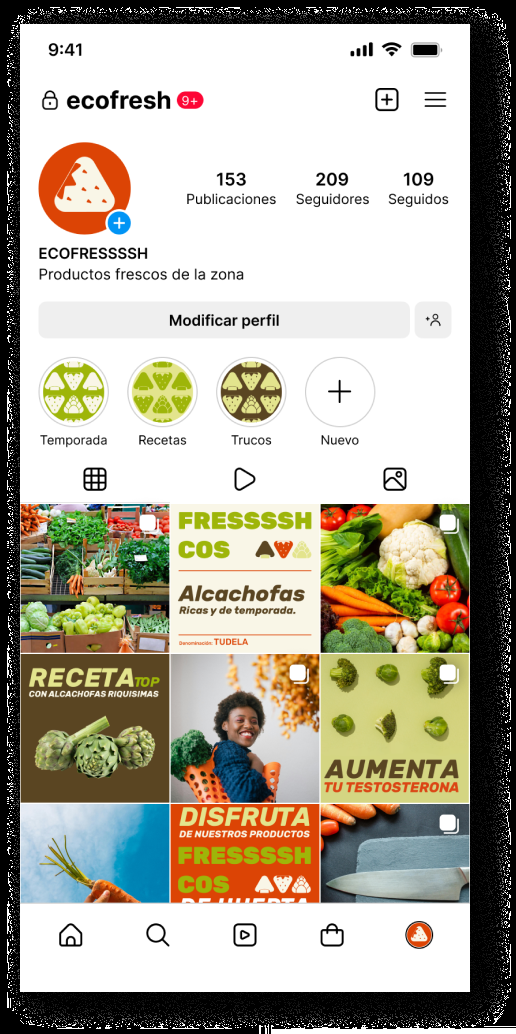 9:41
ecofresh 9+
153 209 109
Publicaciones Seguidores Seguidos
ECOFRESSSSH
Productos frescos de la zona
Modificar perfil
Temporada Recetas Trucos Nuevo
FRESSSSH
COS
Alcachofas
Ricas y de temporada.
Denominación TUDELA
RECETA TOP
CON ALCACHOFAS RIQUISIMAS
AUMENTA
TU TESTOSTERONA
DISFRUTA
DE NUESTROS PRODUCTOS
FRESSSSH
COS
DE HUERTA